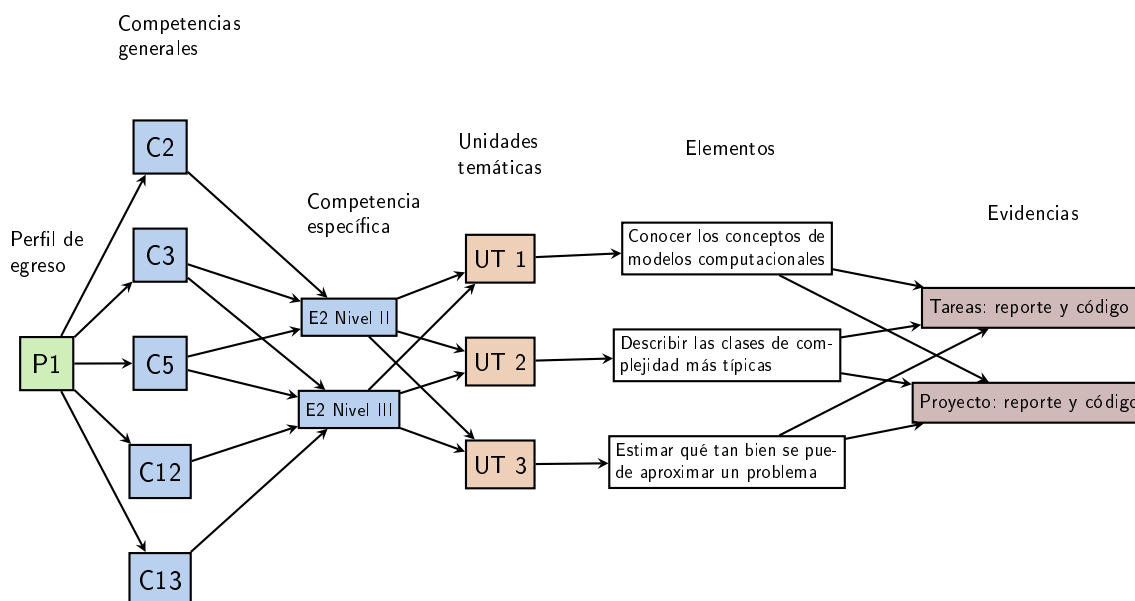 Competencias
generales
C2
Unidades
temáticas
Elementos
Competencia
específica
Evidencias
Perfil de
egreso
C3
UT 1
Conocer los conceptos de
modelos computacionales
E2 Nivel II
Tareas: reporte y código
P1
C5
UT 2
Describir las clases de com-
plejidad más típicas
E2 Nivel III
Proyecto: reporte y código
C12
UT 3
Estimar qué tan bien se pue-
de aproximar un problema
C13